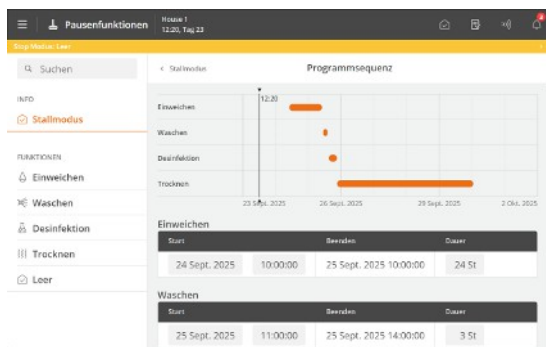 Pausenfunktionen
House 1
12:20, Tag 23
2
Stop Modus: Leer
Suchen
INFO
Stallmodus
FUNKTIONEN
Einweichen
Waschen
Desinfektion
Trocknen
Leer
Stallmodus
Programmsequenz
12:20
Einweichen
Waschen
Desinfektion
Trocknen
23 Sept. 2025 26 Sept. 2025 29 Sept. 2025 2 Okt. 2025
Einweichen
Start Beenden Dauer
24 Sept. 2025 10:00:00 25 Sept. 2025 10:00:00 24 St
Waschen
Start Beenden Dauer
25 Sept. 2025 11:00:00 25 Sept. 2025 14:00:00 3 St